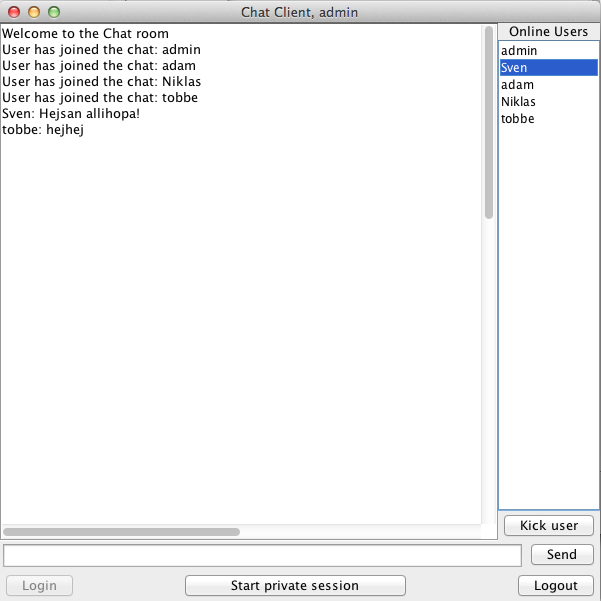 Chat Client, admin
Welcome to the Chat room
User has joined the chat: admin
User has joined the chat: adam
User has joined the chat: Niklas
User has joined the chat: tobbe
Sven: Hejsan allihopa!
tobbe: hejhej
Online Users
admin
Sven
adam
Niklas
tobbe
Kick user
Send
Login
Start private session
Logout